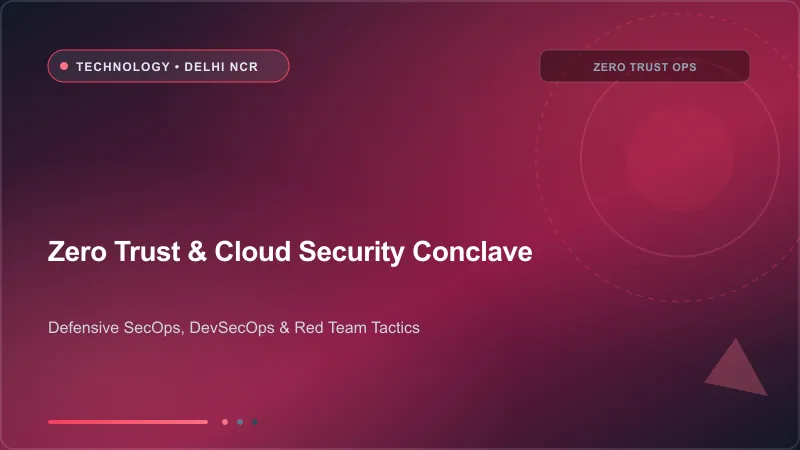 TECHNOLOGY • DELHI NCR
ZERO TRUST OPS
Zero Trust & Cloud Security Conclave
Defensive SecOps, DevSecOps & Red Team Tactics